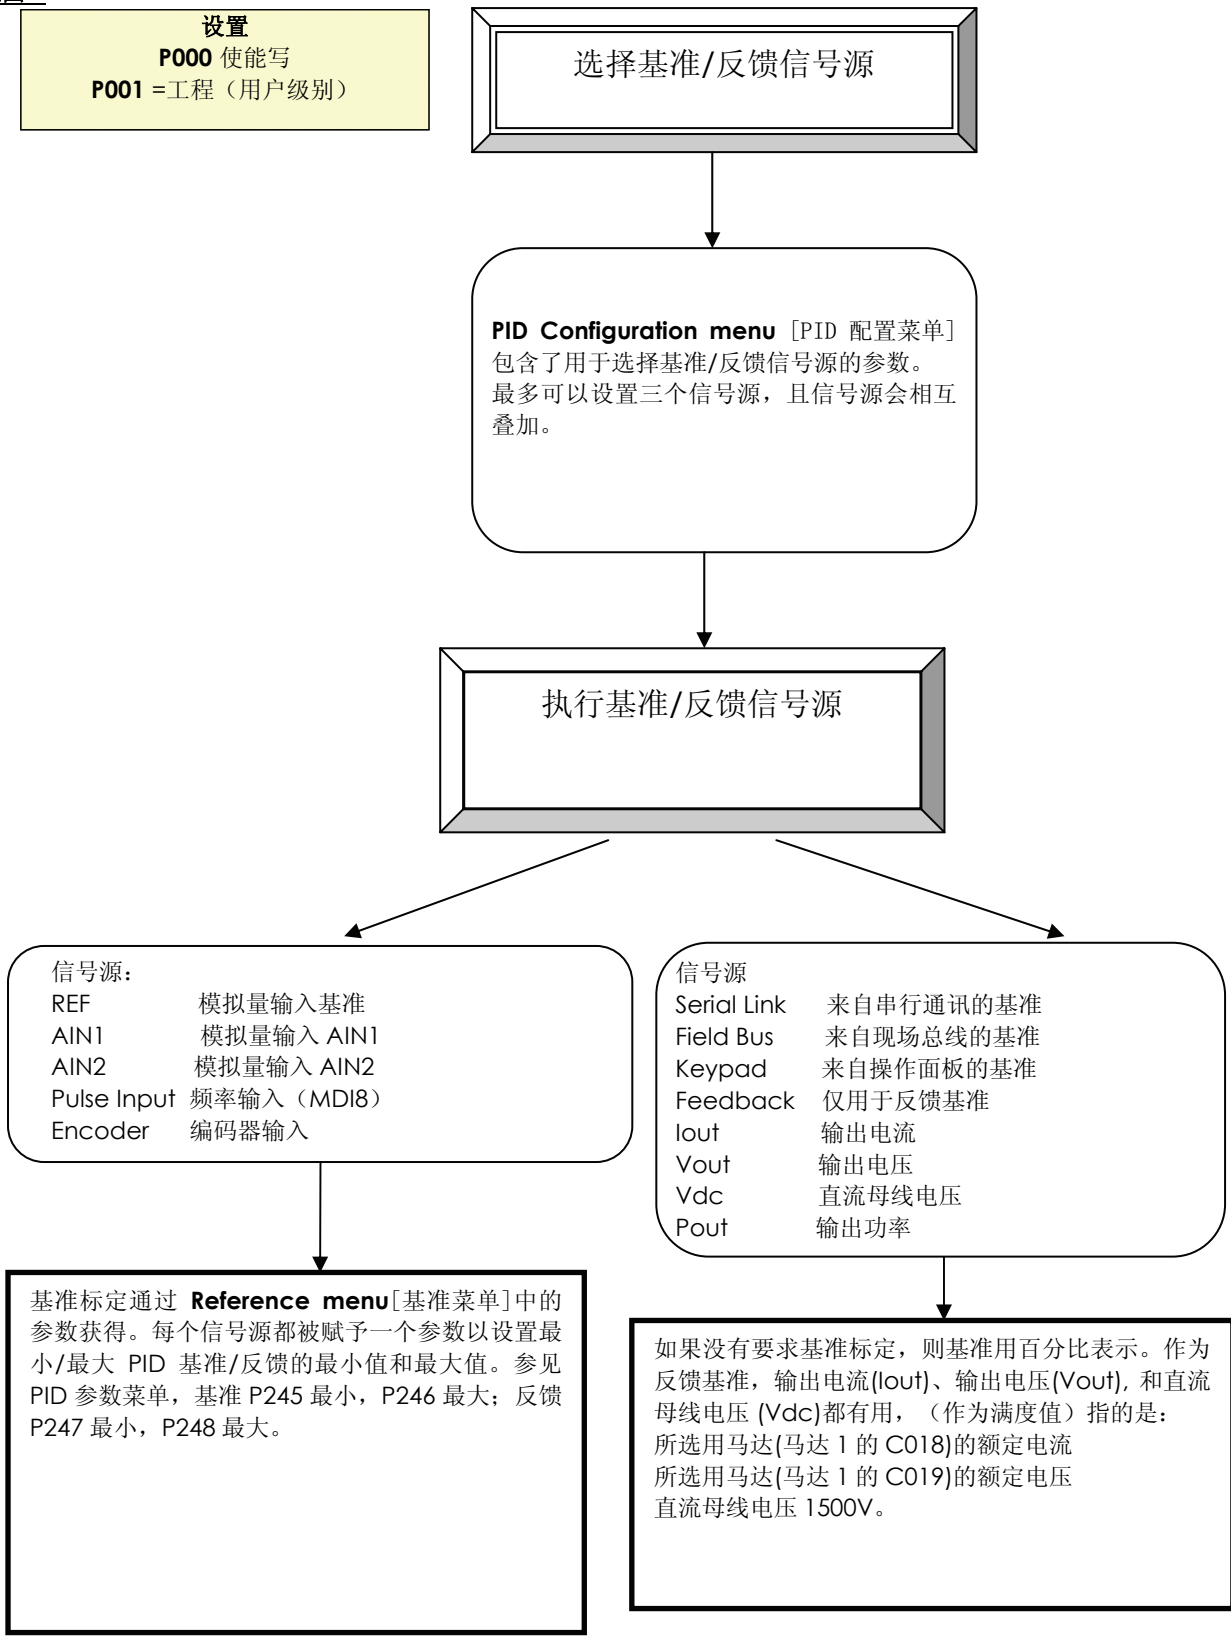 设置
P000 使能写
P001 =工程（用户级别）
选择基准/反馈信号源
PID Configuration menu [PID 配置菜单]
包含了用于选择基准/反馈信号源的参数。
最多可以设置三个信号源，且信号源会相互
叠加。
执行基准/反馈信号源
信号源：
REF 模拟量输入基准
AIN1 模拟量输入 AIN1
AIN2 模拟量输入 AIN2
Pulse Input 频率输入（MDI8）
Encoder 编码器输入
信号源
Serial Link 来自串行通讯的基准
Field Bus 来自现场总线的基准
Keypad 来自操作面板的基准
Feedback 仅用于反馈基准
Iout 输出电流
Vout 输出电压
Vdc 直流母线电压
Pout 输出功率
基准标定通过 Reference menu[基准菜单]中的
参数获得。每个信号源都被赋予一个参数以设置最
小/最大 PID 基准/反馈的最小值和最大值。参见
PID 参数菜单，基准 P245 最小，P246 最大；反馈
P247 最小，P248 最大。
如果没有要求基准标定，则基准用百分比表示。作为
反馈基准，输出电流(Iout)、输出电压(Vout), 和直流
母线电压 (Vdc)都有用，（作为满度值）指的是：
所选用马达(马达 1 的 C018)的额定电流
所选用马达(马达 1 的 C019)的额定电压
直流母线电压 1500V。